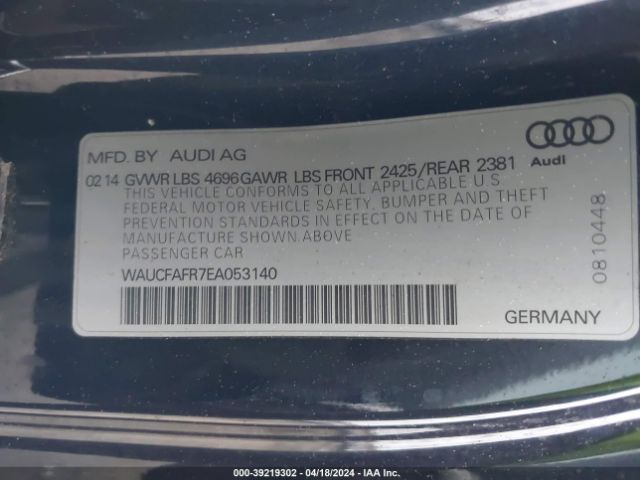 MFD. BY AUDI AG
Audi
02 14 GVWR LBS 4696 GAWR LBS FRONT 2425/REAR 2381
THIS VEHICLE CONFORMS TO ALL APPLICABLE U.S
FEDERAL MOTOR VEHICLE SAFETY, BUMPER AND THEFT
PREVENTION STANDARDS IN EFFECT ON THE DATE OF
MANUFACTURE SHOWN ABOVE
PASSENGER CAR
WAUCFAFR7EA053140
0810448
GERMANY
000-39219302 - 04/18/2024 - IAA Inc.